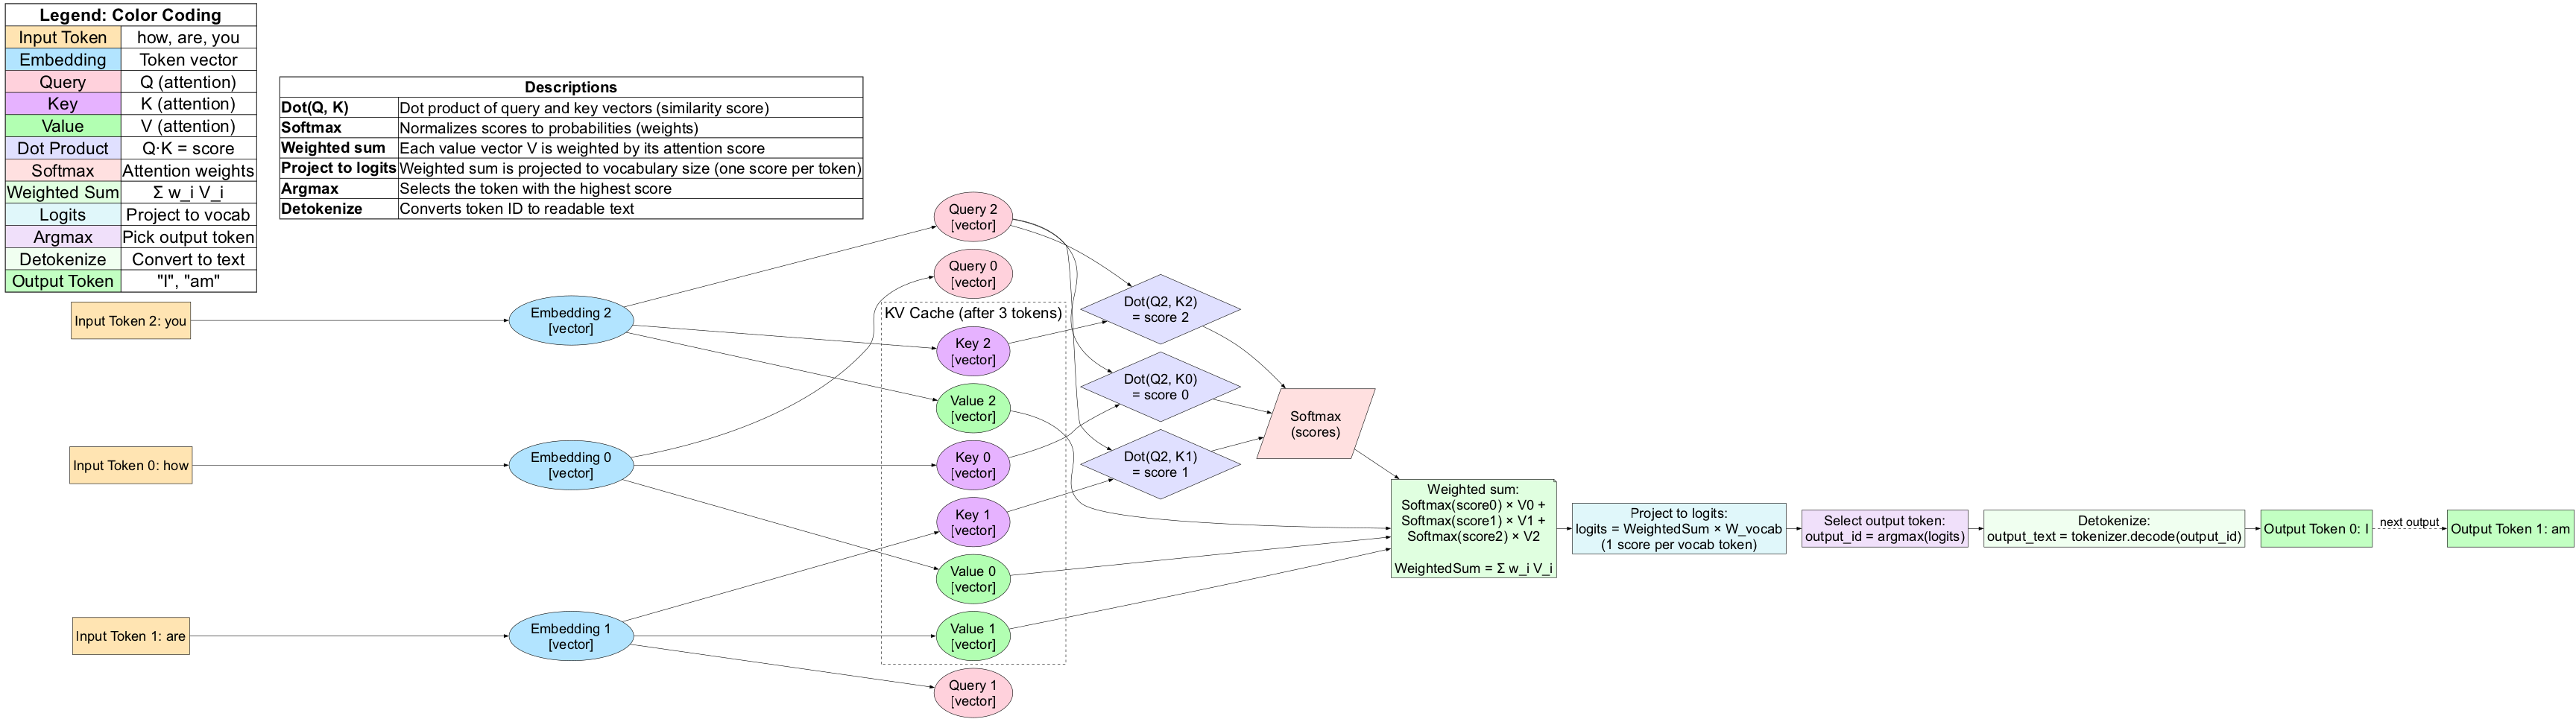 Legend: Color Coding
Input Token how, are, you
Embedding Token vector
Query Q (attention)
Key K (attention)
Value V (attention)
Dot Product Q·K = score
Softmax Attention weights
Weighted Sum Σ w_i V_i
Logits Project to vocab
Argmax Pick output token
Detokenize Convert to text
Output Token "I", "am"
Descriptions
Dot(Q, K) Dot product of query and key vectors (similarity score)
Softmax Normalizes scores to probabilities (weights)
Weighted sum Each value vector V is weighted by its attention score
Project to logits Weighted sum is projected to vocabulary size (one score per token)
Argmax Selects the token with the highest score
Detokenize Converts token ID to readable text
Input Token 2: you
Input Token 0: how
Input Token 1: are
Embedding 2
[vector]
Embedding 0
[vector]
Embedding 1
[vector]
Query 2
[vector]
Query 0
[vector]
KV Cache (after 3 tokens)
Key 2
[vector]
Value 2
[vector]
Key 0
[vector]
Key 1
[vector]
Value 0
[vector]
Value 1
[vector]
Query 1
[vector]
Dot(Q2, K2)
= score 2
Dot(Q2, K0)
= score 0
Dot(Q2, K1)
= score 1
Softmax
(scores)
Weighted sum:
Softmax(score0) × V0 +
Softmax(score1) × V1 +
Softmax(score2) × V2
WeightedSum = Σ w_i V_i
Project to logits:
logits = WeightedSum × W_vocab
(1 score per vocab token)
Select output token:
output_id = argmax(logits)
Detokenize:
output_text = tokenizer.decode(output_id)
Output Token 0: I
next output
Output Token 1: am